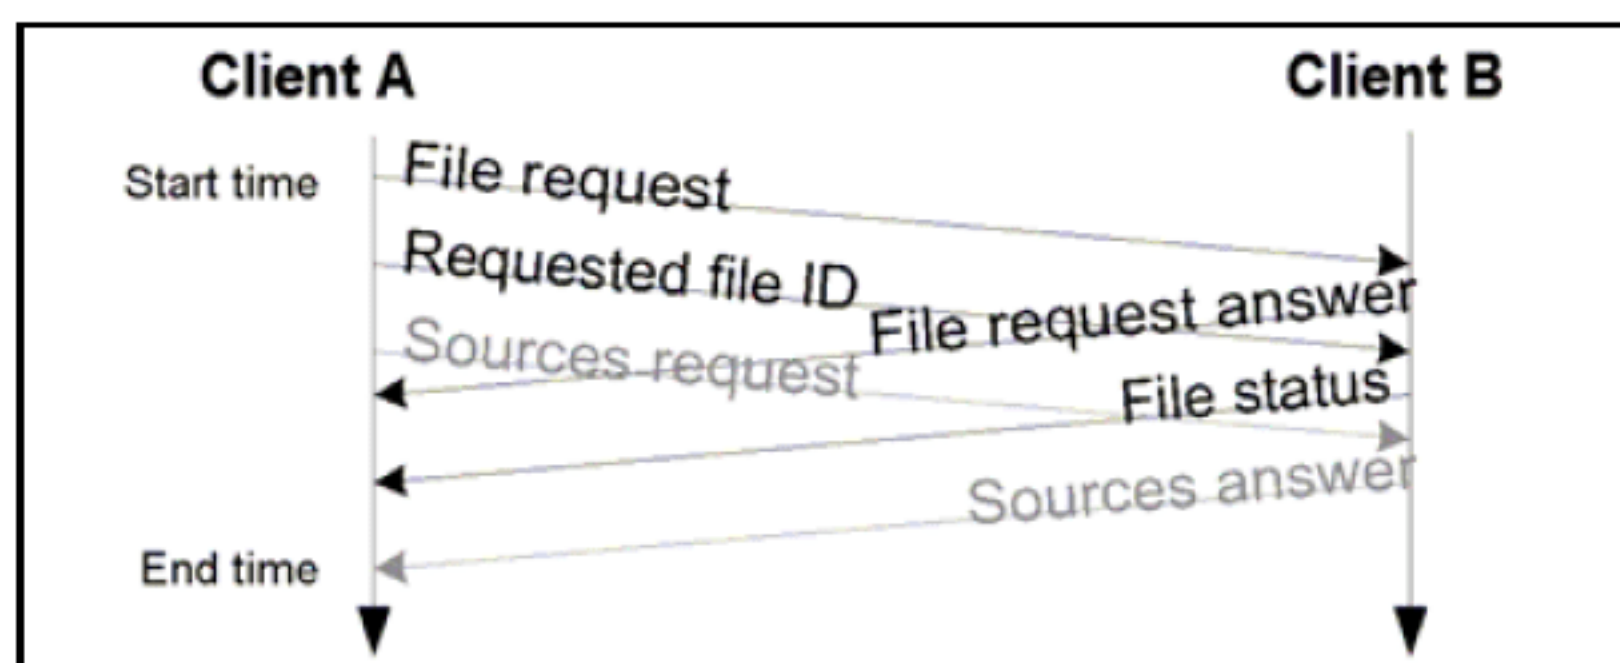 Client A
Client B
Start time
File request
Requested file ID
File request answer
Sources request
File status
Sources answer
End time